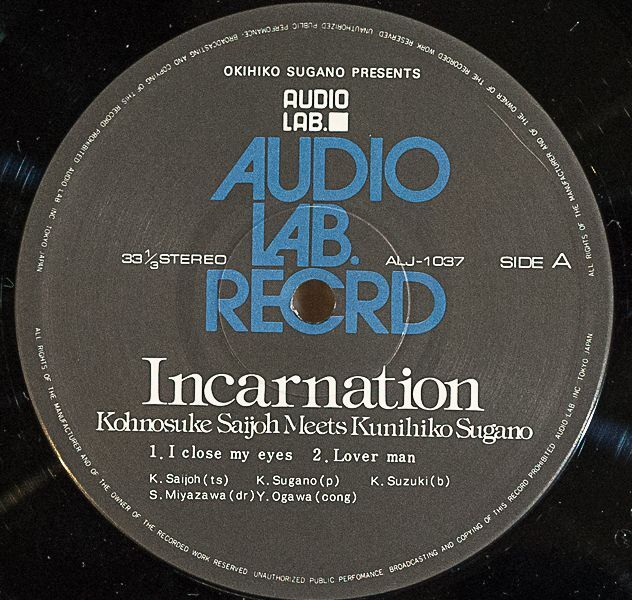 OKIHIKO SUGANO PRESENTS
AUDIO
LAB.
AUDIO
LAB.
RECRD
33 1/3 STEREO
ALJ-1037
SIDE A
Incarnation
Kohnosuke Saijoh Meets Kunihiko Sugano
1. I close my eyes 2. Lover man
K. Saijoh(ts) K. Sugano(p) K. Suzuki(b)
S. Miyazawa(dr) Y. Ogawa(cong)
ALL RIGHTS OF THE MANUFACTURER AND OF THE OWNER OF THE RECORDED WORK RESERVED UNAUTHORIZED PUBLIC PERFOMANCE BROADCASTING AND COPYING OF THIS RECORD PROHIBITED AUDIO LAB INC TOKYO JAPAN
ALL RIGHTS OF THE MANUFACTURER AND OF THE OWNER OF THE RECORDED WORK RESERVED. UNAUTHORIZED PUBLIC PERFOMANCE. BROADCASTING AND COPYING OF THIS RECORD PROHIBITED AUDIO LAB INC TOKYO JAPAN